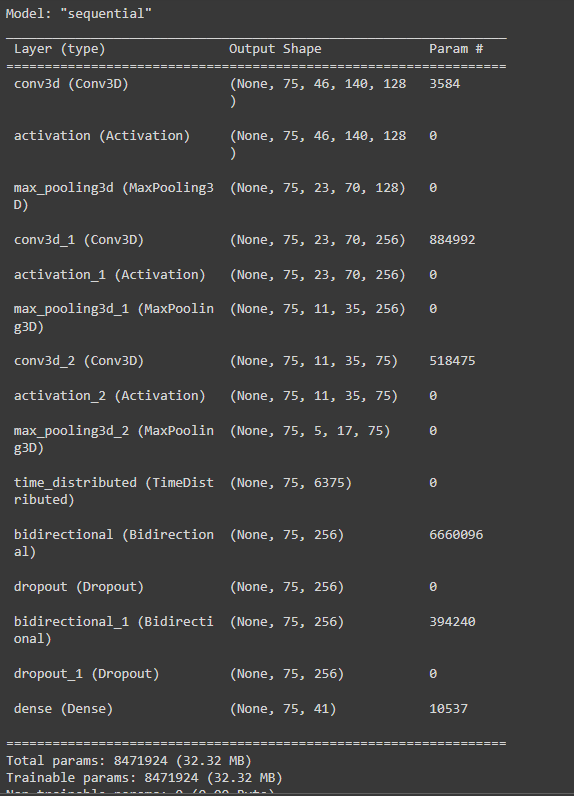 Model: "sequential"
_________________________________________________________________
Layer (type) Output Shape Param #
=================================================================
conv3d (Conv3D) (None, 75, 46, 140, 128 3584
)
activation (Activation) (None, 75, 46, 140, 128 0
)
max_pooling3d (MaxPooling3 (None, 75, 23, 70, 128) 0
D)
conv3d_1 (Conv3D) (None, 75, 23, 70, 256) 884992
activation_1 (Activation) (None, 75, 23, 70, 256) 0
max_pooling3d_1 (MaxPoolin (None, 75, 11, 35, 256) 0
g3D)
conv3d_2 (Conv3D) (None, 75, 11, 35, 75) 518475
activation_2 (Activation) (None, 75, 11, 35, 75) 0
max_pooling3d_2 (MaxPoolin (None, 75, 5, 17, 75) 0
g3D)
time_distributed (TimeDist (None, 75, 6375) 0
ributed)
bidirectional (Bidirection (None, 75, 256) 6660096
al)
dropout (Dropout) (None, 75, 256) 0
bidirectional_1 (Bidirecti (None, 75, 256) 394240
onal)
dropout_1 (Dropout) (None, 75, 256) 0
dense (Dense) (None, 75, 41) 10537
=================================================================
Total params: 8471924 (32.32 MB)
Trainable params: 8471924 (32.32 MB)
Non-trainable params: 0 (0.00 Byte)